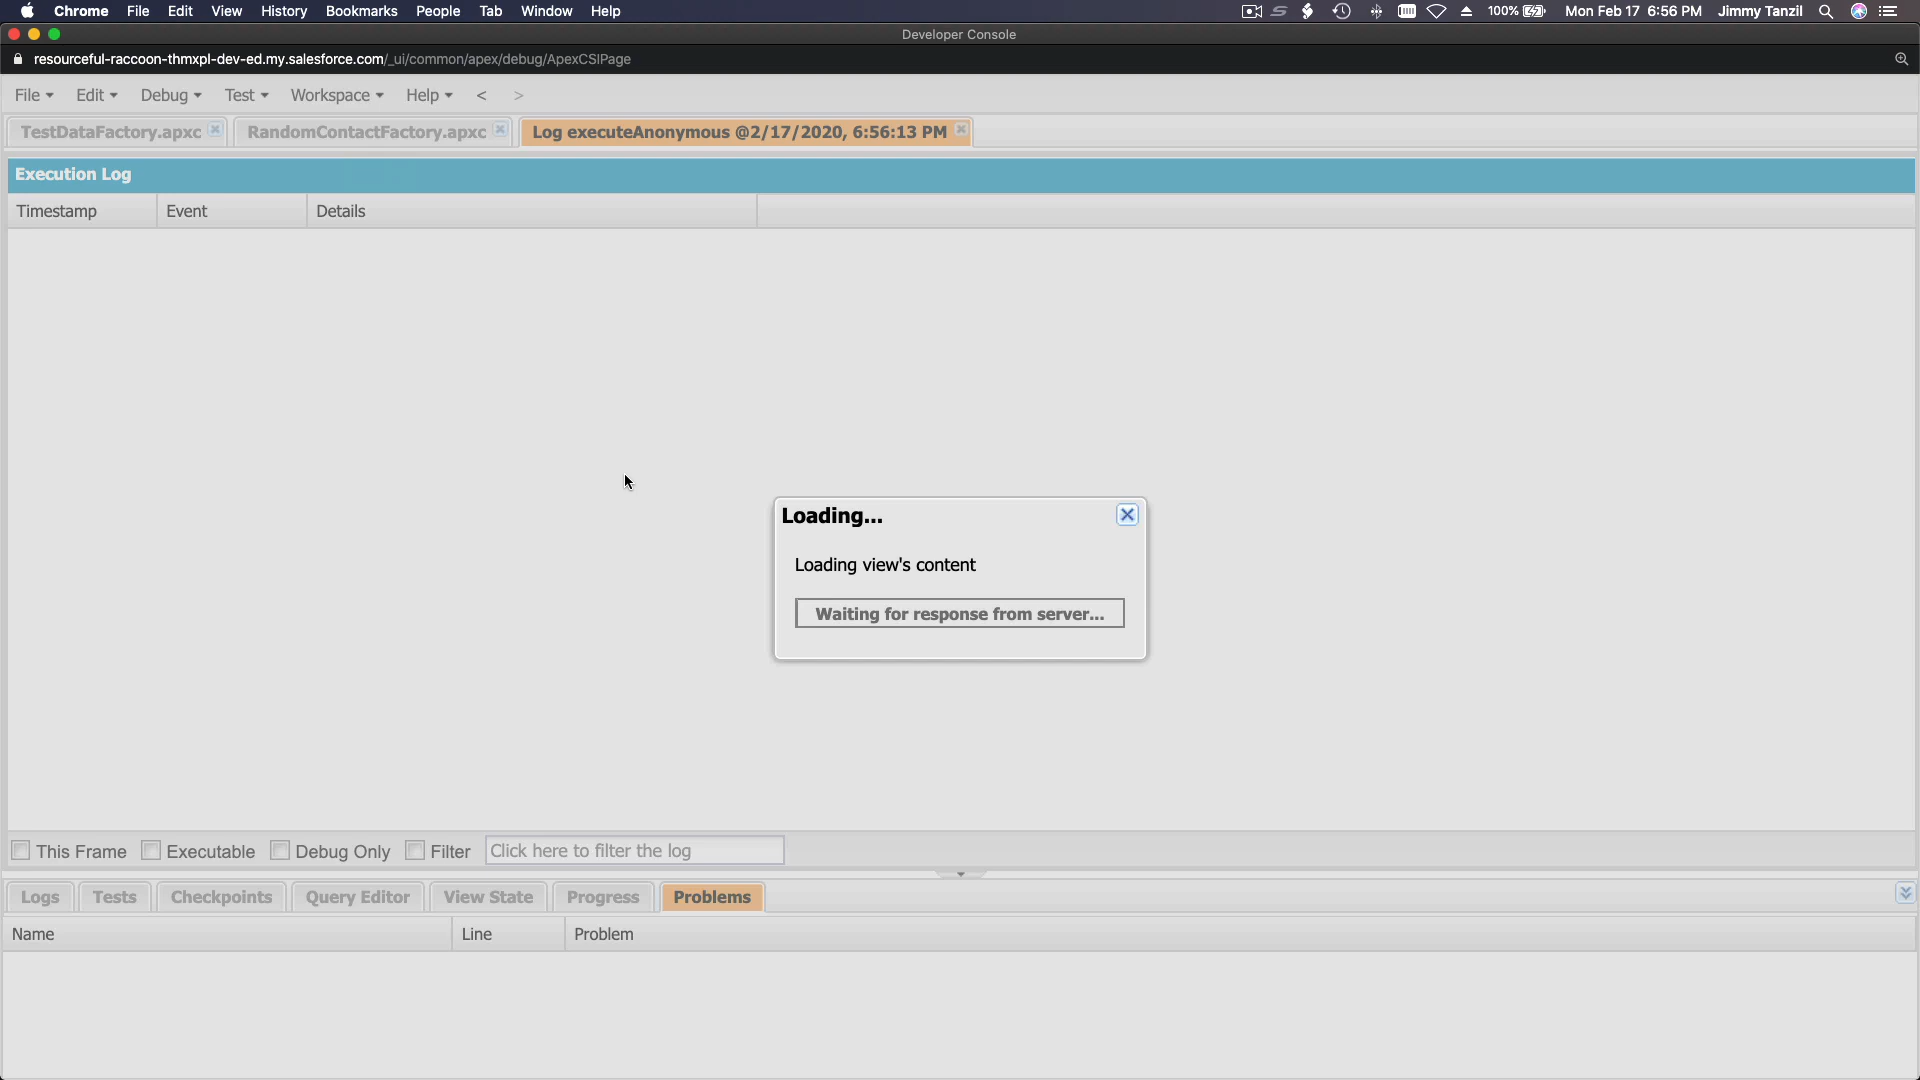 Chrome File Edit View History Bookmarks People Tab Window Help 100% Mon Feb 17 6:56 PM Jimmy Tanzil
Developer Console
resourceful-raccoon-thmxpl-dev-ed.my.salesforce.com/_ui/common/apex/debug/ApexCSIPage
File Edit Debug Test Workspace Help < >
TestDataFactory.apxc RandomContactFactory.apxc Log executeAnonymous @2/17/2020, 6:56:13 PM
Execution Log
Timestamp Event Details
Loading...
Loading view's content
Waiting for response from server...
This Frame Executable Debug Only Filter Click here to filter the log
Logs Tests Checkpoints Query Editor View State Progress Problems
Name Line Problem